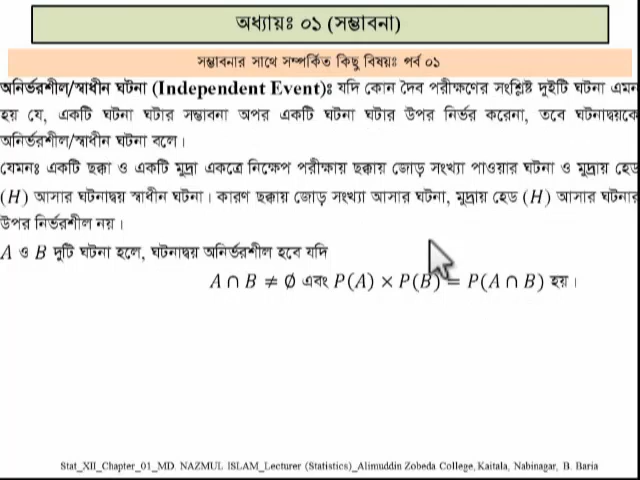 অধ্যায়ঃ ০১ (সম্ভাবনা)
সম্ভাবনার সাথে সম্পর্কিত কিছু বিষয়ঃ পর্ব ০১
অনির্ভরশীল/স্বাধীন ঘটনা (Independent Event)ঃ যদি কোন দৈব পরীক্ষণের সংশ্লিষ্ট দুইটি ঘটনা এমন
হয় যে, একটি ঘটনা ঘটার সম্ভাবনা অপর একটি ঘটনা ঘটার উপর নির্ভর করেনা, তবে ঘটনাদ্বয়কে
অনির্ভরশীল/স্বাধীন ঘটনা বলে।
যেমনঃ একটি ছক্কা ও একটি মুদ্রা একত্রে নিক্ষেপ পরীক্ষায় ছক্কায় জোড় সংখ্যা পাওয়ার ঘটনা ও মুদ্রায় হেড
(H) আসার ঘটনাদ্বয় স্বাধীন ঘটনা। কারণ ছক্কায় জোড় সংখ্যা আসার ঘটনা, মুদ্রায় হেড (H) আসার ঘটনার
উপর নির্ভরশীল নয়।
A ও B দুটি ঘটনা হলে, ঘটনাদ্বয় অনির্ভরশীল হবে যদি
A ∩ B ≠ ∅ এবং P(A) × P(B) = P(A ∩ B) হয়।
Stat_XII_Chapter_01_MD. NAZMUL ISLAM_Lecturer (Statistics)_Alimuddin Zobeda College, Kaitala, Nabinagar, B. Baria